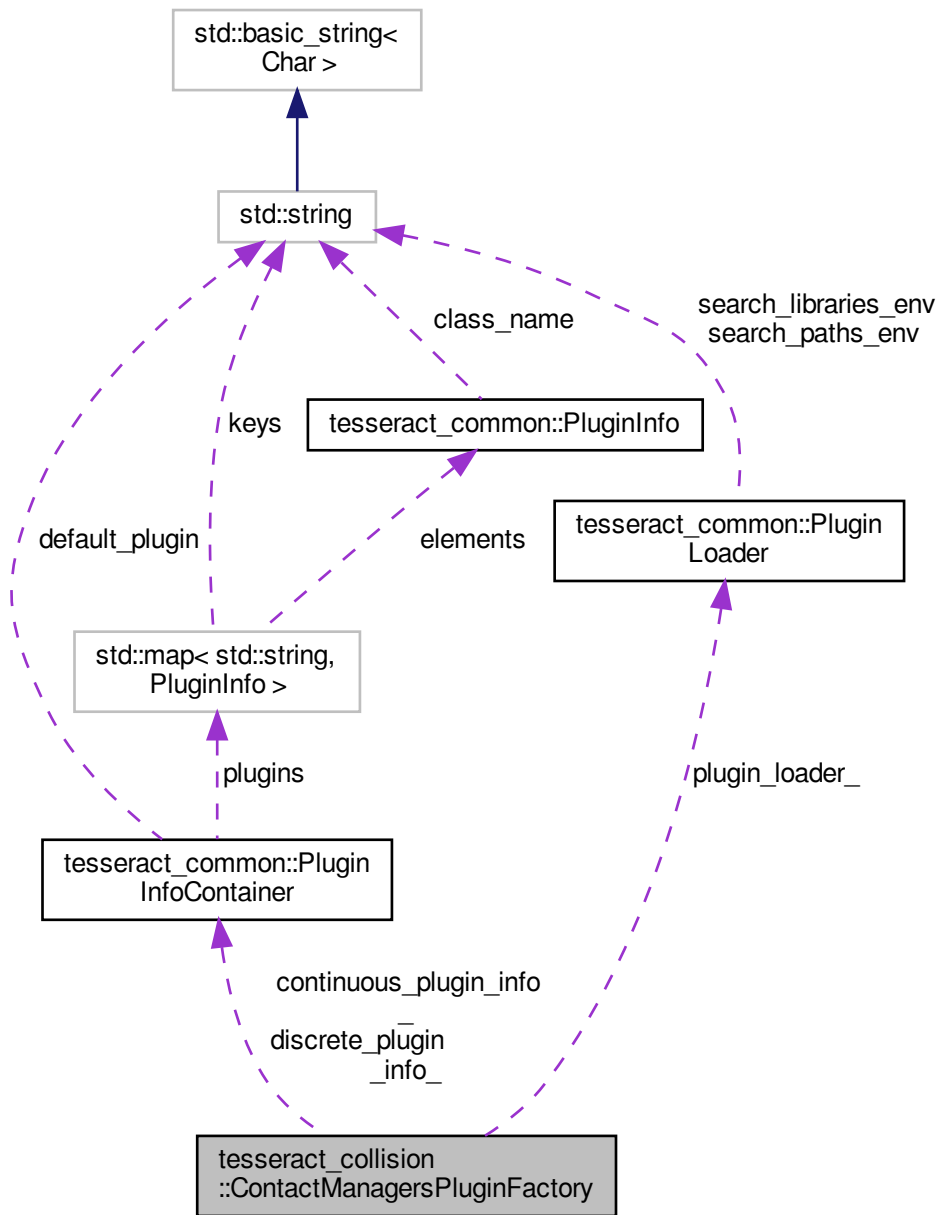 std::basic_string<
Char >
std::string
search_libraries_env
search_paths_env
class_name
keys
tesseract_common::PluginInfo
default_plugin
elements
tesseract_common::Plugin
Loader
std::map< std::string,
PluginInfo >
plugins
plugin_loader_
tesseract_common::Plugin
InfoContainer
continuous_plugin_info
_
discrete_plugin
_info_
tesseract_collision
::ContactManagersPluginFactory